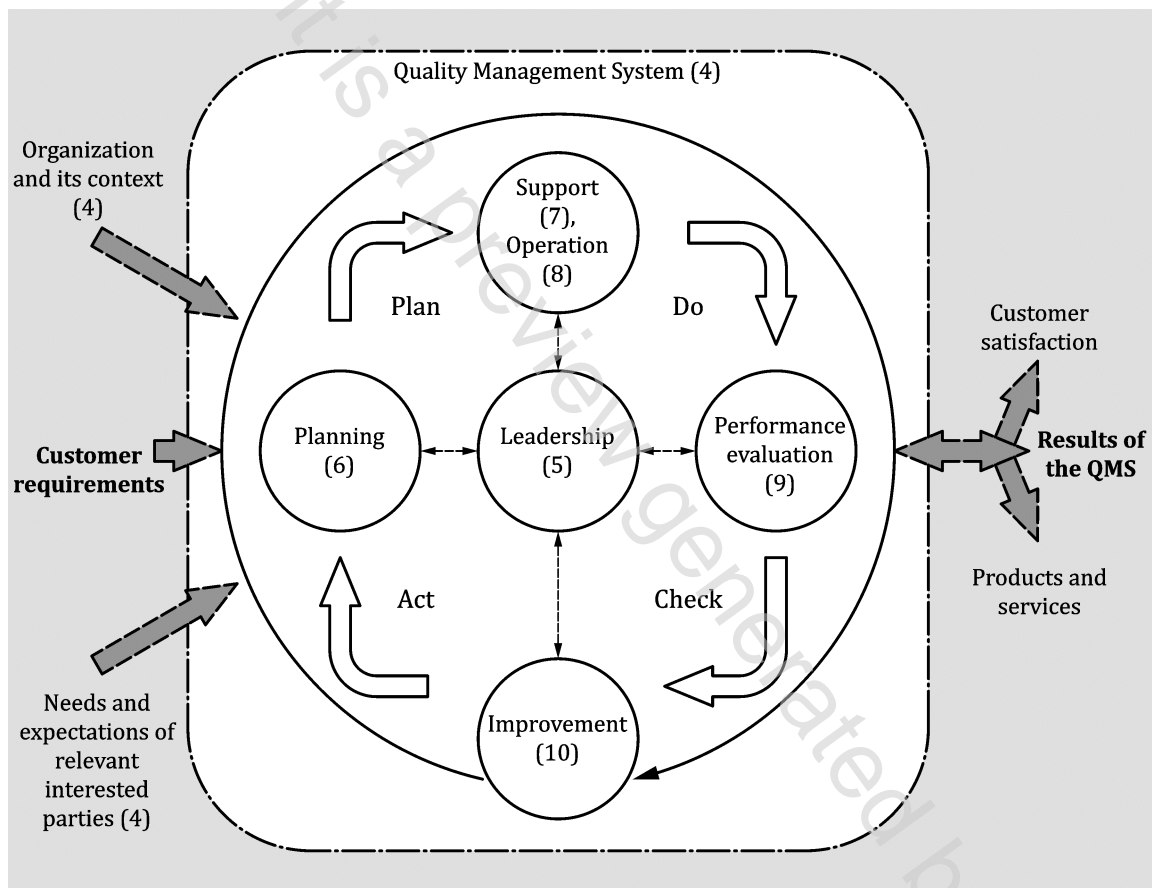 Quality Management System (4)
Organization
and its context
(4)
Support
(7),
Operation
(8)
Plan
Do
Customer
satisfaction
Planning
(6)
Leadership
(5)
Performance
evaluation
(9)
Customer
requirements
Results of
the QMS
Act
Check
Products and
services
Needs and
expectations of
relevant
interested
parties (4)
Improvement
(10)
it is a preview generated b